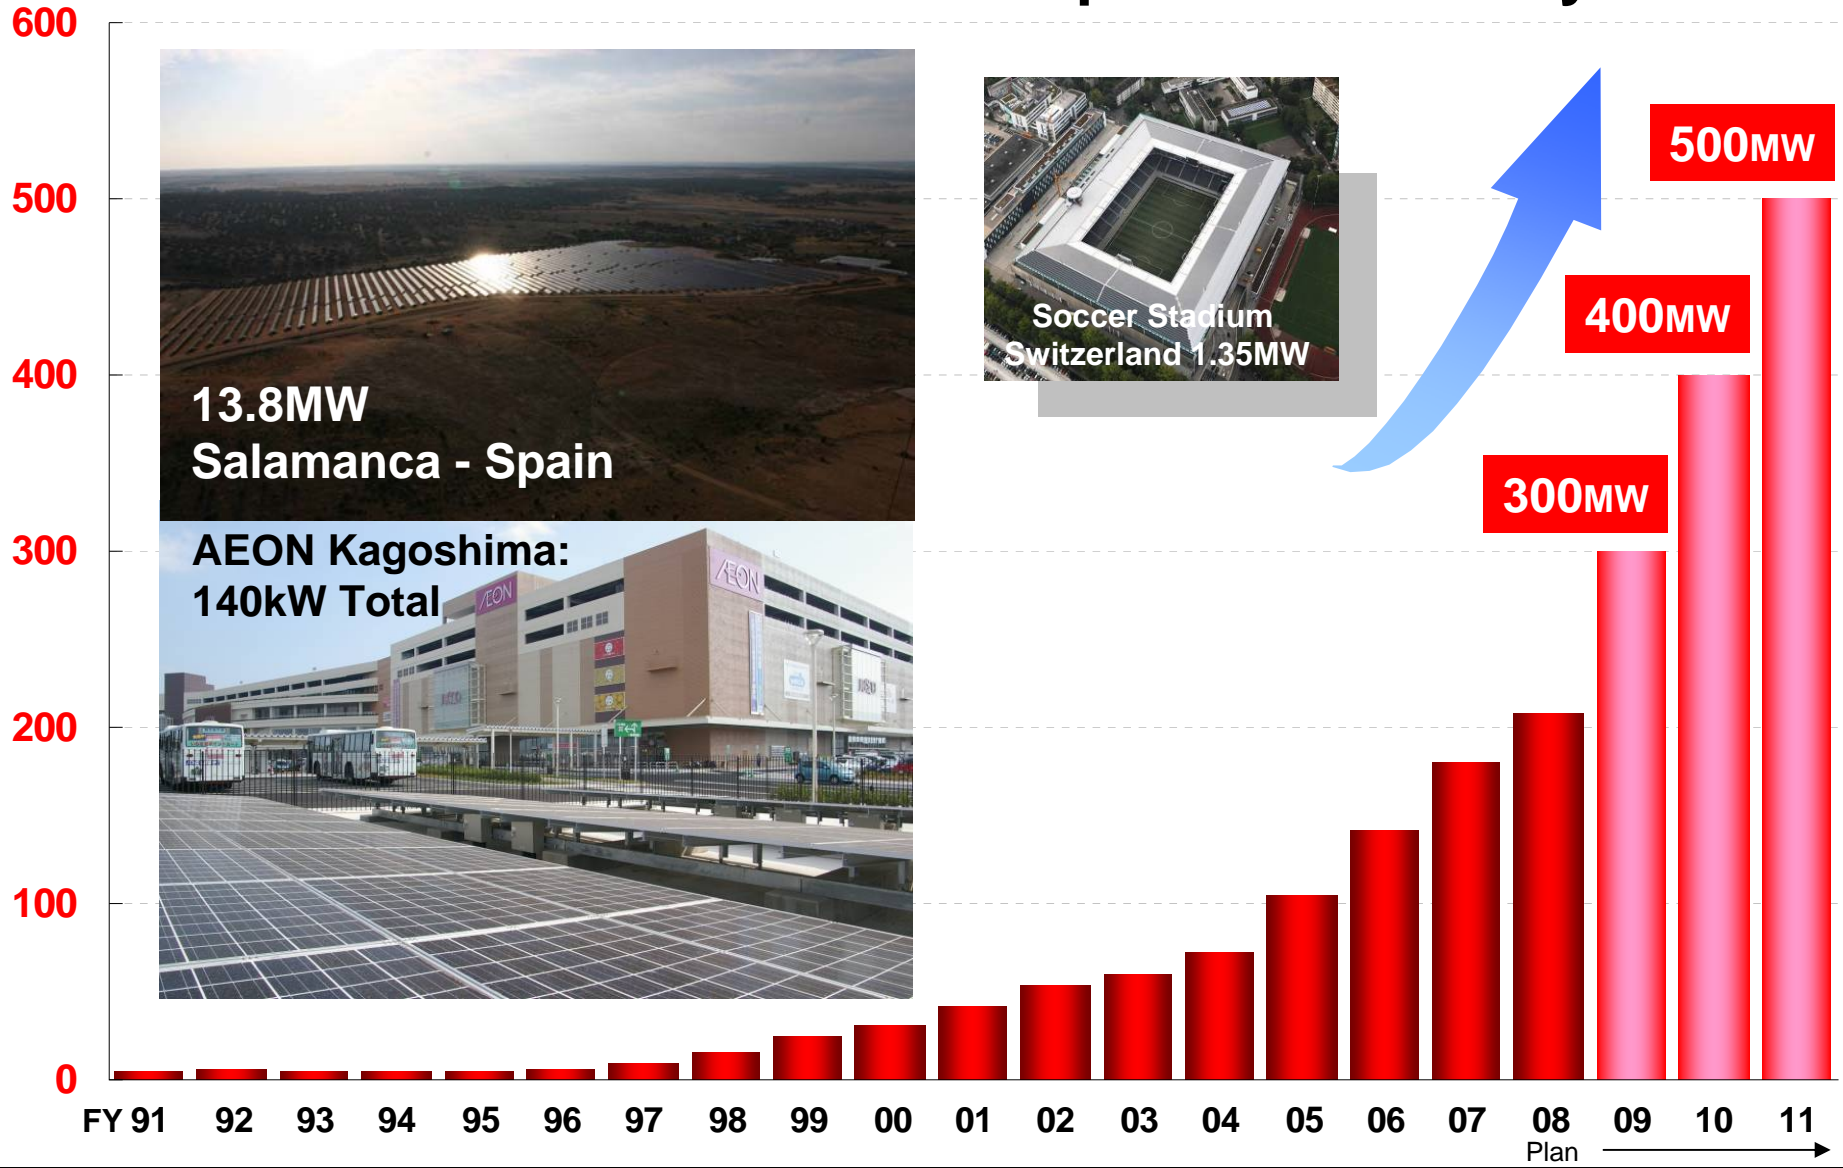 600
500
400
300
200
100
0
13.8MW
Salamanca - Spain
Soccer Stadium
Switzerland 1.35MW
AEON Kagoshima:
140kW Total
ÆON
ÆON
500MW
400MW
300MW
FY 91 92 93 94 95 96 97 98 99 00 01 02 03 04 05 06 07 08 09 10 11
Plan